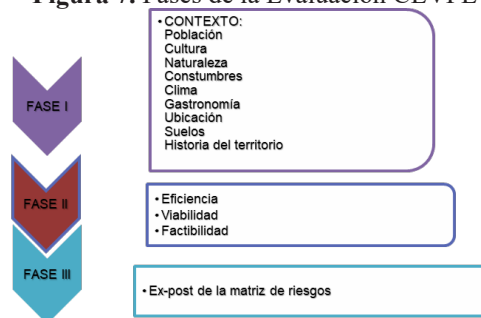 Figura 7. Fases de la Evaluación CEVFE
FASE I
• CONTEXTO:
Población
Cultura
Naturaleza
Constumbres
Clima
Gastronomía
Ubicación
Suelos
Historia del territorio
FASE II
• Eficiencia
• Viabilidad
• Factibilidad
FASE III
• Ex-post de la matriz de riesgos